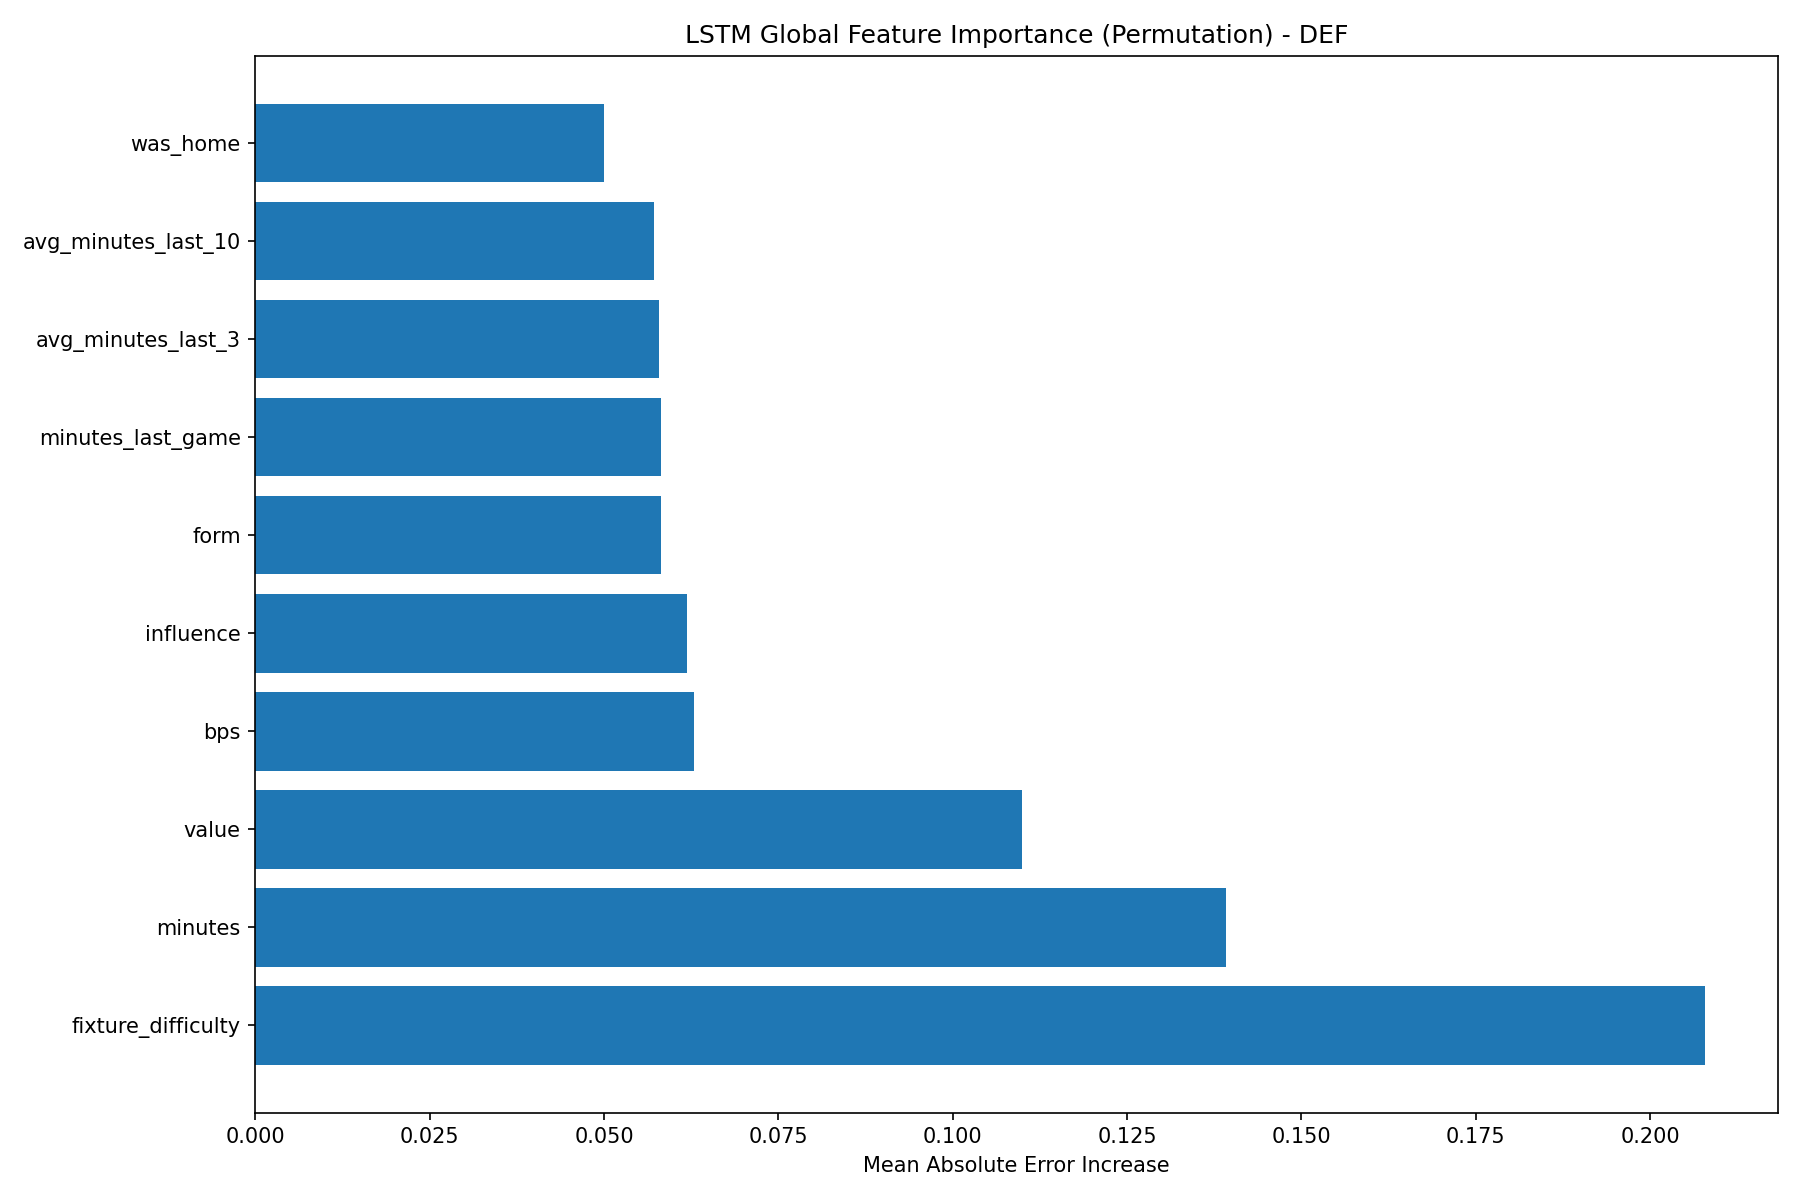 LSTM Global Feature Importance (Permutation) - DEF
was_home
avg_minutes_last_10
avg_minutes_last_3
minutes_last_game
form
influence
bps
value
minutes
fixture_difficulty
0.000 0.025 0.050 0.075 0.100 0.125 0.150 0.175 0.200
Mean Absolute Error Increase